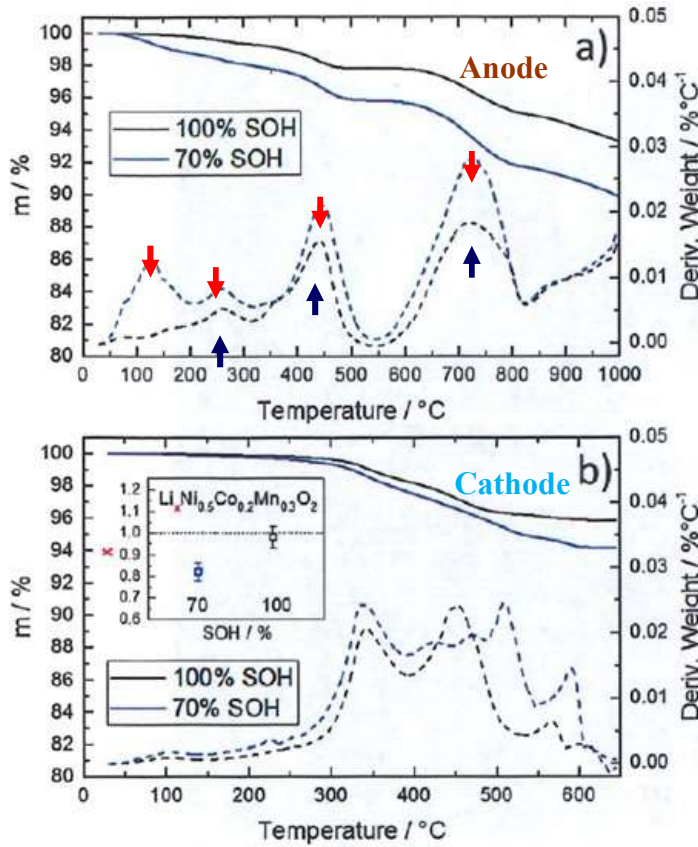 a)
Anode
100% SOH
70% SOH
m / %
100
98
96
94
92
90
88
86
84
82
80
0.05
0.04
0.03
0.02
0.01
0.00
Deriv. Weight / %°C⁻¹
0 100 200 300 400 500 600 700 800 900 1000
Temperature / °C
b)
Cathode
m / %
100
98
96
94
92
90
88
86
84
82
80
LiₓNi₀.₅Co₀.₂Mn₀.₃O₂
x
1.1
1.0
0.9
0.8
0.7
0.6
70 100
SOH / %
100% SOH
70% SOH
0.05
0.04
0.03
0.02
0.01
0.00
Deriv. Weight / %°C⁻¹
0 100 200 300 400 500 600
Temperature / °C